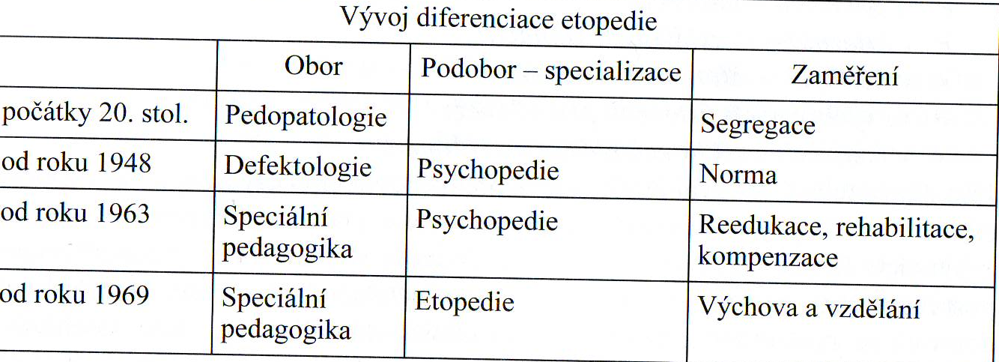 Vývoj diferenciace etopedie
Obor Podobor – specializace Zaměření
počátky 20. stol. Pedopatologie Segregace
od roku 1948 Defektologie Psychopedie Norma
od roku 1963 Speciální Psychopedie Reedukace, rehabilitace,
pedagogika kompenzace
od roku 1969 Speciální Etopedie Výchova a vzdělání
pedagogika